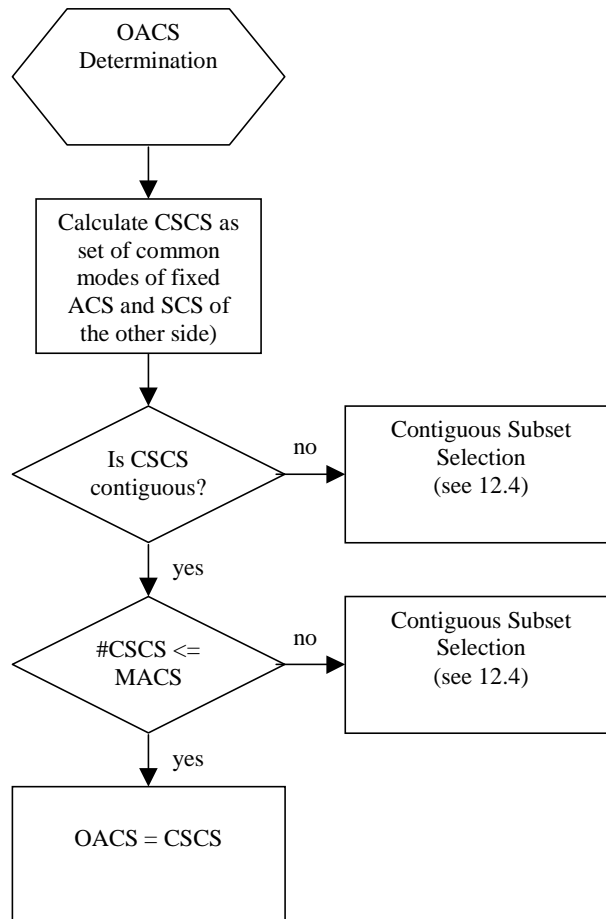 OACS
Determination
Calculate CSCS as
set of common
modes of fixed
ACS and SCS of
the other side)
Is CSCS
contiguous?
no
Contiguous Subset
Selection
(see 12.4)
yes
#CSCS <=
MACS
no
Contiguous Subset
Selection
(see 12.4)
yes
OACS = CSCS